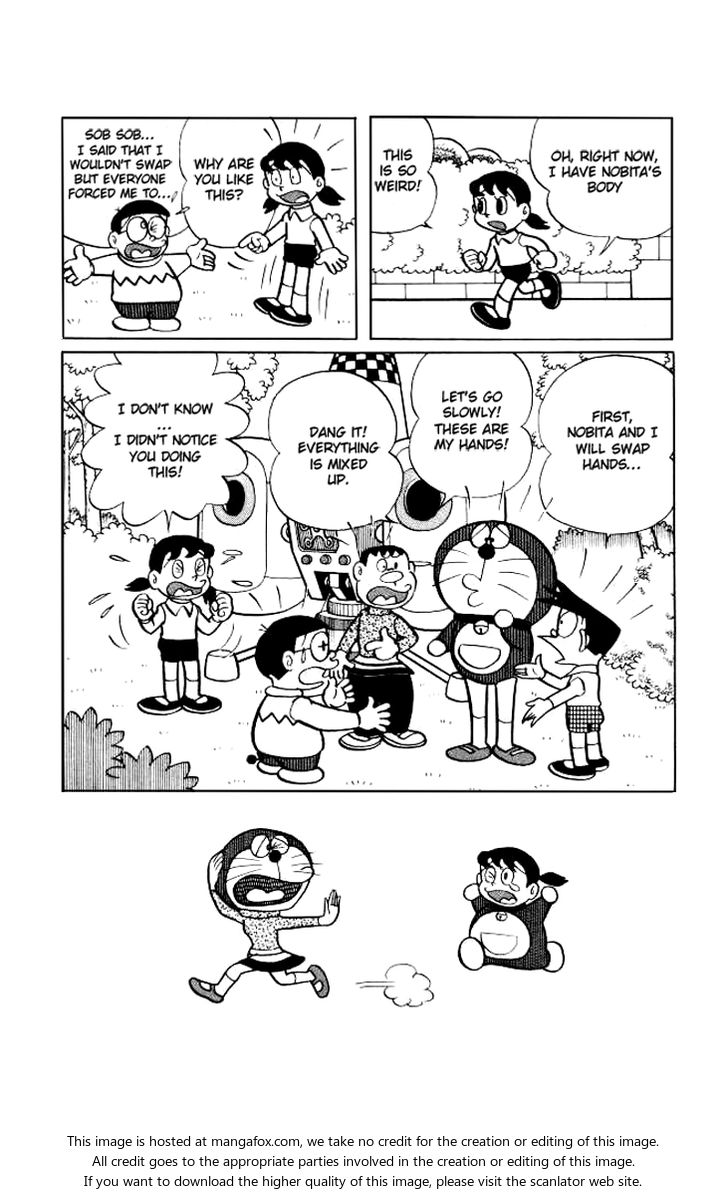 OH, RIGHT NOW,
I HAVE NOBITA'S
BODY
THIS
IS SO
WEIRD!
WHY ARE
YOU LIKE
THIS?
SOB SOB...
I SAID THAT I
WOULDN'T SWAP
BUT EVERYONE
FORCED ME TO...
FIRST,
NOBITA AND I
WILL SWAP
HANDS...
LET'S GO
SLOWLY!
THESE ARE
MY HANDS!
DANG IT!
EVERYTHING
IS MIXED
UP.
I DON'T KNOW
...
I DIDN'T NOTICE
YOU DOING
THIS!
This image is hosted at mangafox.com, we take no credit for the creation or editing of this image.
All credit goes to the appropriate parties involved in the creation or editing of this image.
If you want to download the higher quality of this image, please visit the scanlator web site.